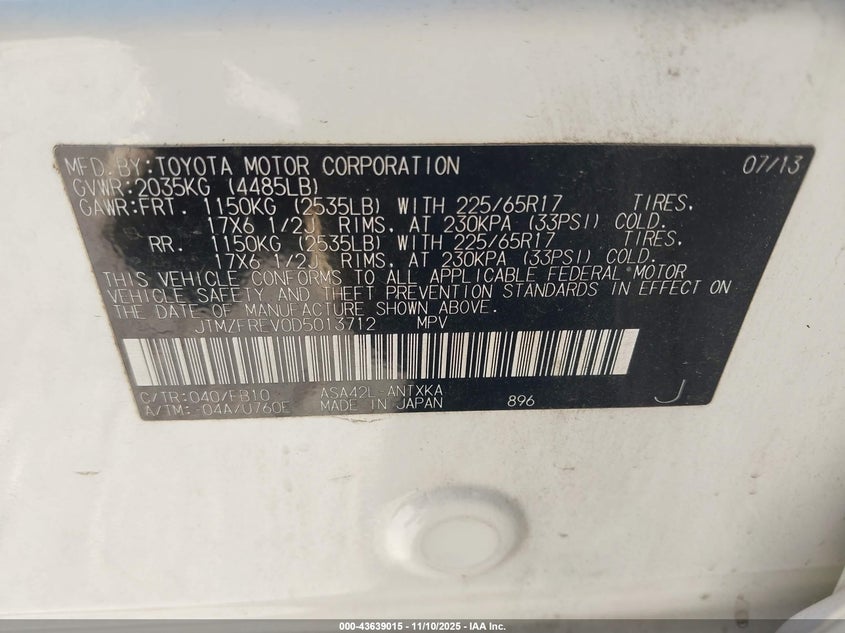 MFD. BY: TOYOTA MOTOR CORPORATION 07/13
GVWR: 2035KG (4485LB)
GAWR: FRT. 1150KG (2535LB) WITH 225/65R17 TIRES,
17X6 1/2J RIMS, AT 230KPA (33PSI) COLD.
RR. 1150KG (2535LB) WITH 225/65R17 TIRES,
17X6 1/2J RIMS, AT 230KPA (33PSI) COLD.
THIS VEHICLE CONFORMS TO ALL APPLICABLE FEDERAL MOTOR
VEHICLE SAFETY AND THEFT PREVENTION STANDARDS IN EFFECT ON
THE DATE OF MANUFACTURE SHOWN ABOVE.
JTMZFREV0D5013712 MPV
C/TR: 040/FB10 ASA42L-ANTXKA
A/TM: -04A/U760E MADE IN JAPAN 896 J
000-43639015 - 11/10/2025 - IAA Inc.